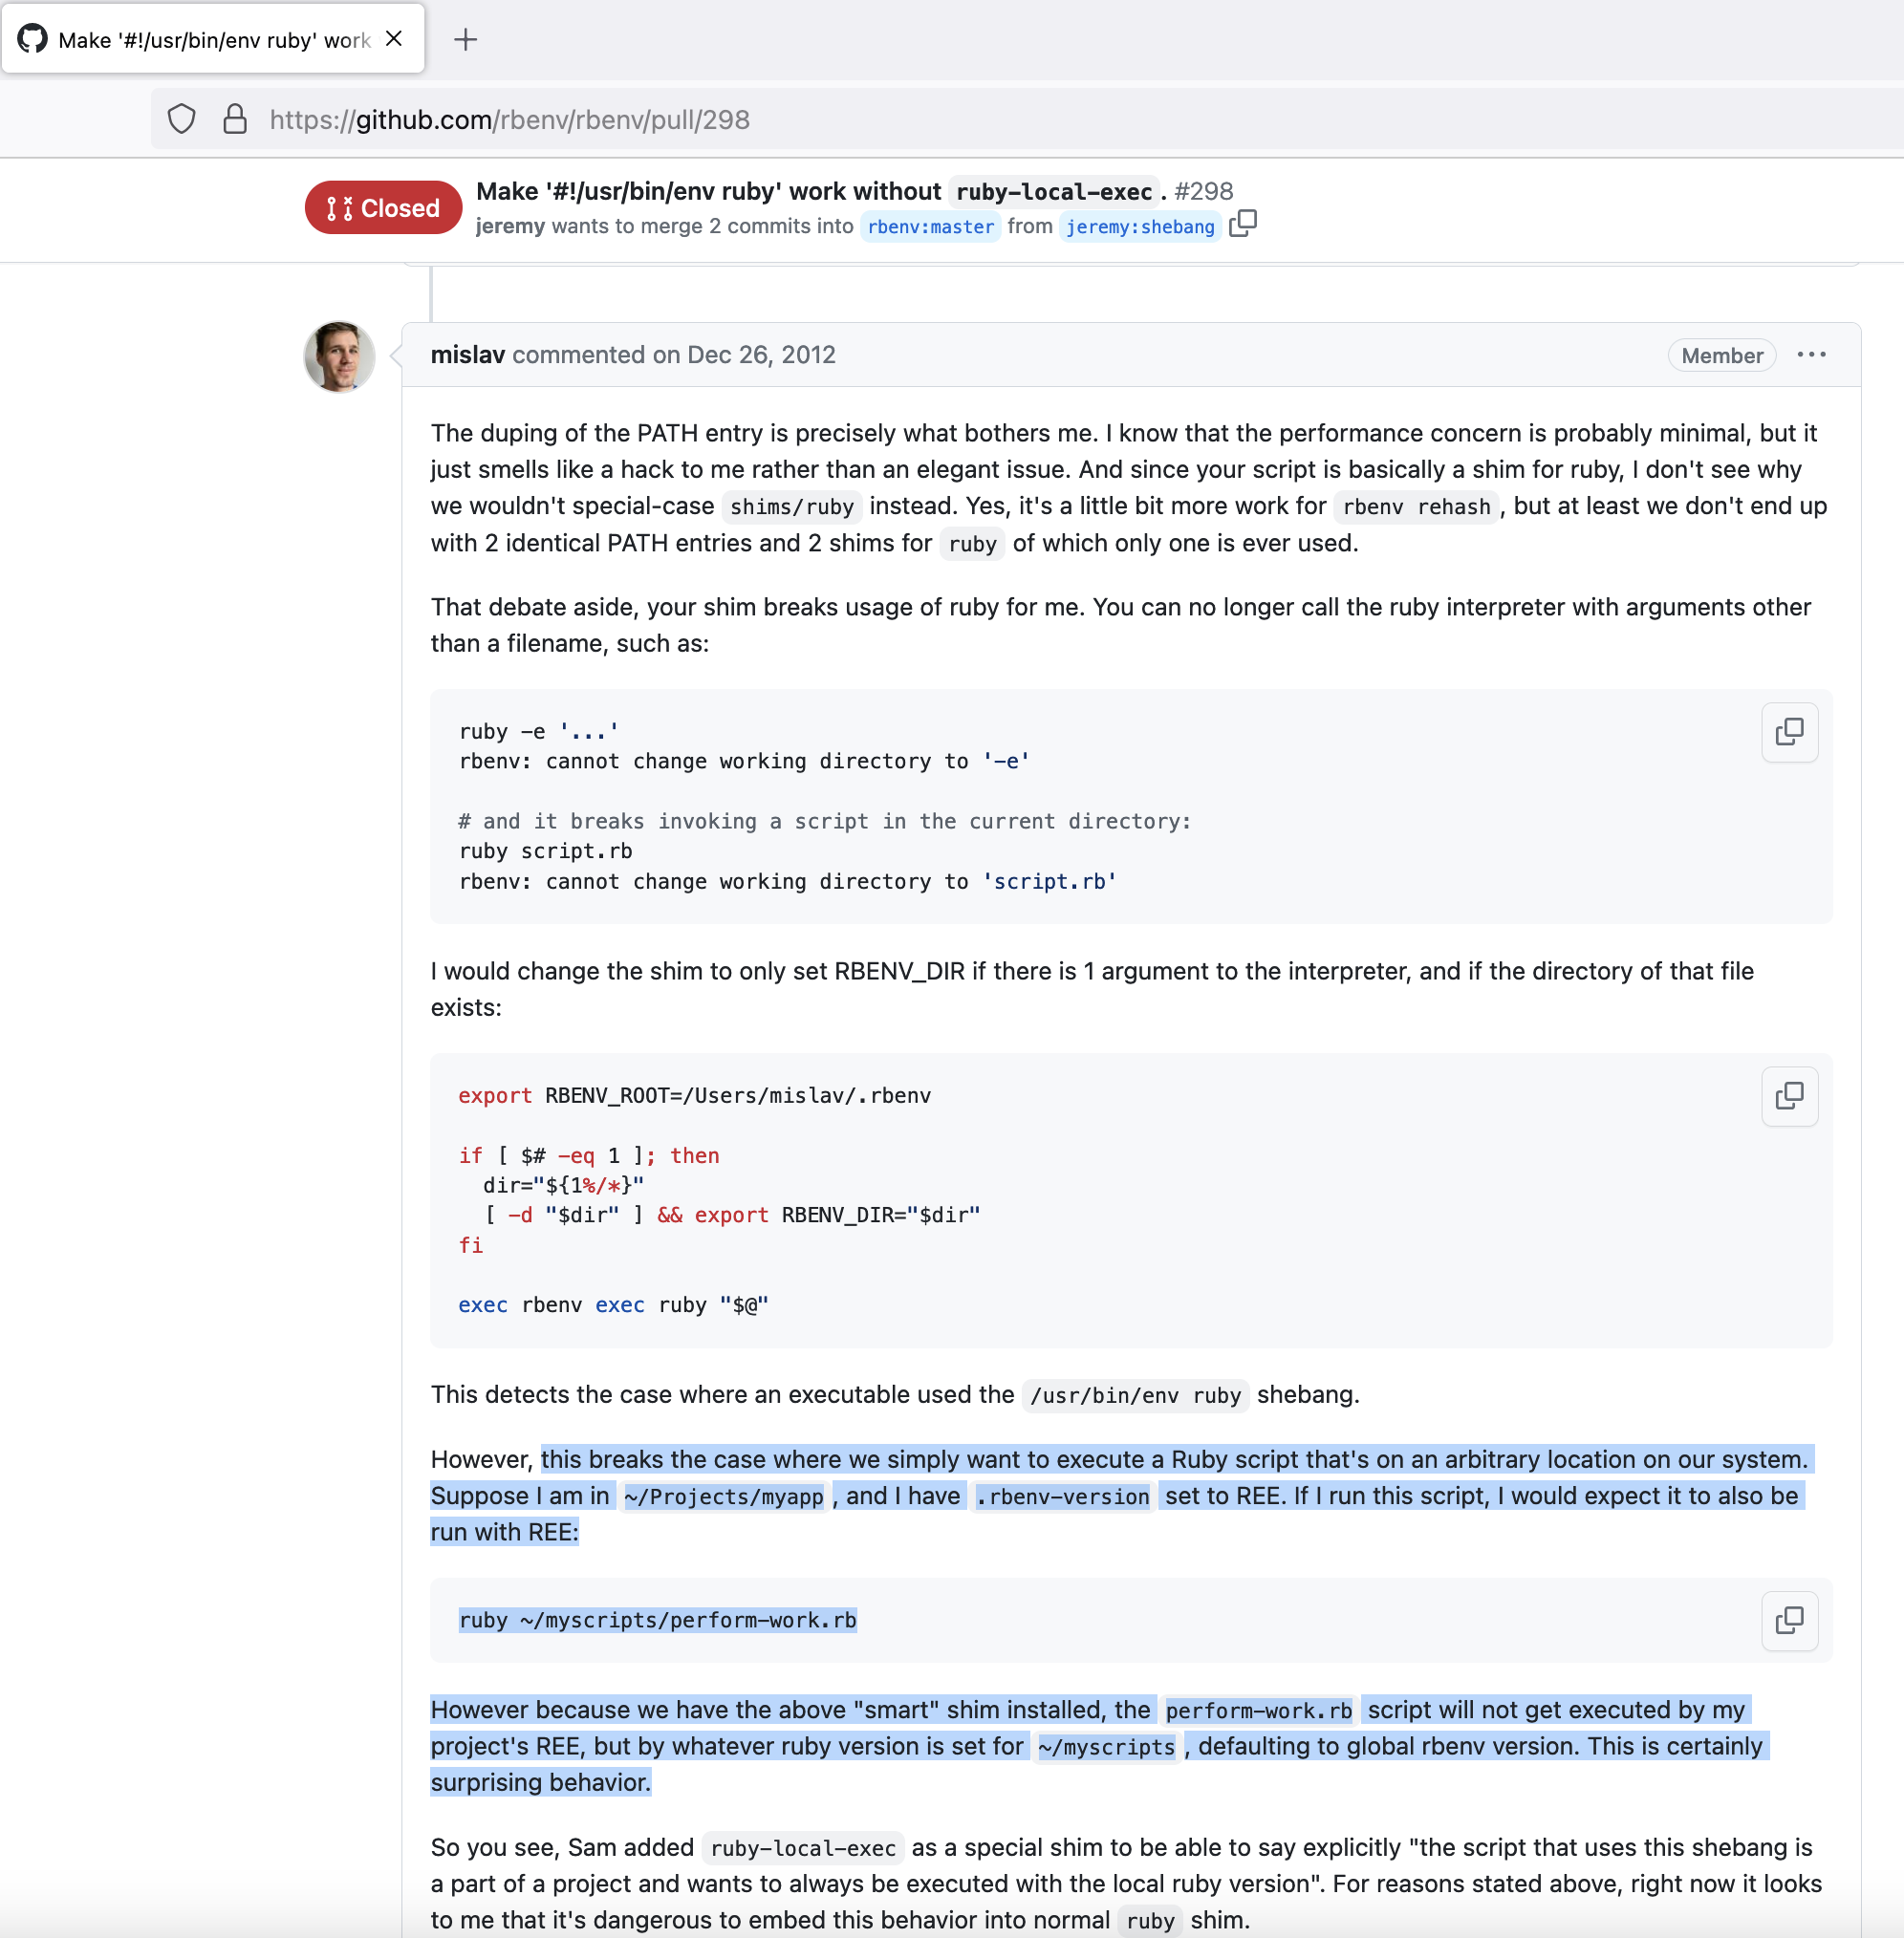 Make '#!/usr/bin/env ruby' work
https://github.com/rbenv/rbenv/pull/298
Closed
Make '#!/usr/bin/env ruby' work without ruby-local-exec. #298
jeremy wants to merge 2 commits into rbenv:master from jeremy:shebang
mislav commented on Dec 26, 2012
Member
The duping of the PATH entry is precisely what bothers me. I know that the performance concern is probably minimal, but it
just smells like a hack to me rather than an elegant issue. And since your script is basically a shim for ruby, I don't see why
we wouldn't special-case shims/ruby instead. Yes, it's a little bit more work for rbenv rehash, but at least we don't end up
with 2 identical PATH entries and 2 shims for ruby of which only one is ever used.
That debate aside, your shim breaks usage of ruby for me. You can no longer call the ruby interpreter with arguments other
than a filename, such as:
ruby -e '...'
rbenv: cannot change working directory to '-e'
# and it breaks invoking a script in the current directory:
ruby script.rb
rbenv: cannot change working directory to 'script.rb'
I would change the shim to only set RBENV_DIR if there is 1 argument to the interpreter, and if the directory of that file
exists:
export RBENV_ROOT=/Users/mislav/.rbenv
if [ $# -eq 1 ]; then
  dir="${1%/*}"
  [ -d "$dir" ] && export RBENV_DIR="$dir"
fi
exec rbenv exec ruby "$@"
This detects the case where an executable used the /usr/bin/env ruby shebang.
However, this breaks the case where we simply want to execute a Ruby script that's on an arbitrary location on our system.
Suppose I am in ~/Projects/myapp, and I have .rbenv-version set to REE. If I run this script, I would expect it to also be
run with REE:
ruby ~/myscripts/perform-work.rb
However because we have the above "smart" shim installed, the perform-work.rb script will not get executed by my
project's REE, but by whatever ruby version is set for ~/myscripts, defaulting to global rbenv version. This is certainly
surprising behavior.
So you see, Sam added ruby-local-exec as a special shim to be able to say explicitly "the script that uses this shebang is
a part of a project and wants to always be executed with the local ruby version". For reasons stated above, right now it looks
to me that it's dangerous to embed this behavior into normal ruby shim.